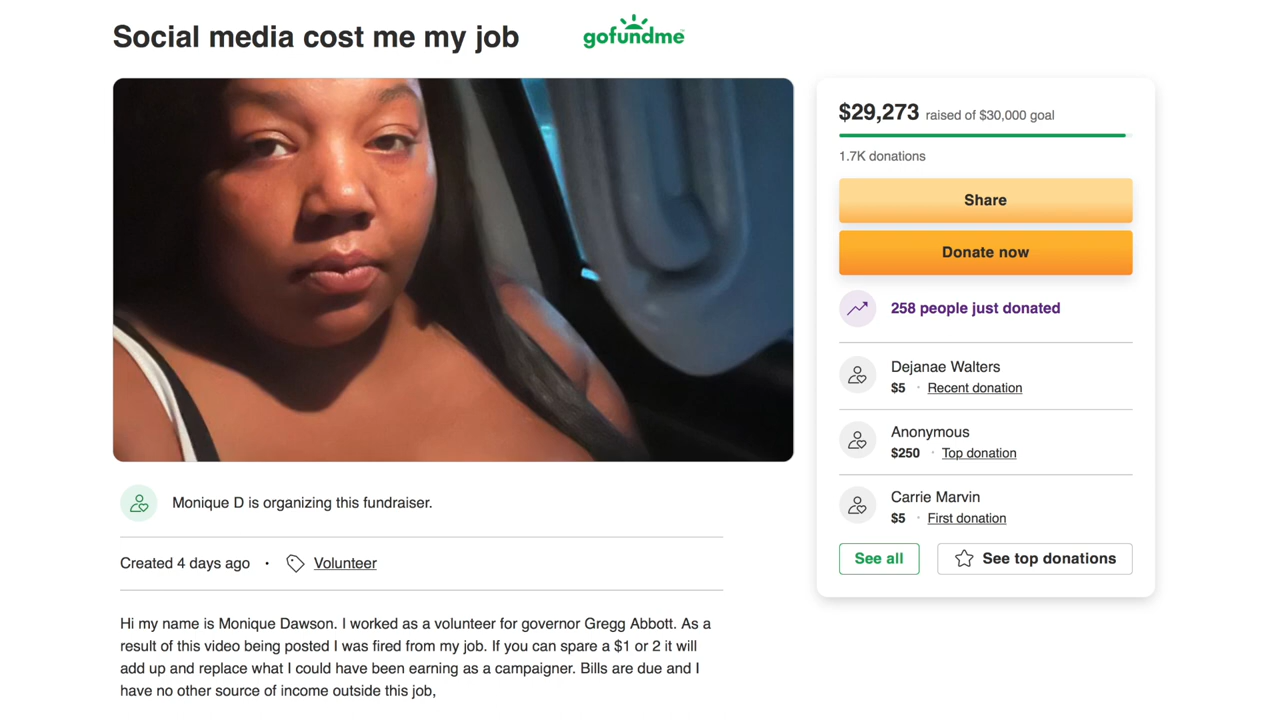 Social media cost me my job
gofundme
$29,273 raised of $30,000 goal
1.7K donations
Share
Donate now
258 people just donated
Dejanae Walters
$5 · Recent donation
Anonymous
$250 · Top donation
Carrie Marvin
$5 · First donation
See all
See top donations
Monique D is organizing this fundraiser.
Created 4 days ago · Volunteer
Hi my name is Monique Dawson. I worked as a volunteer for governor Gregg Abbott. As a
result of this video being posted I was fired from my job. If you can spare a $1 or 2 it will
add up and replace what I could have been earning as a campaigner. Bills are due and I
have no other source of income outside this job,